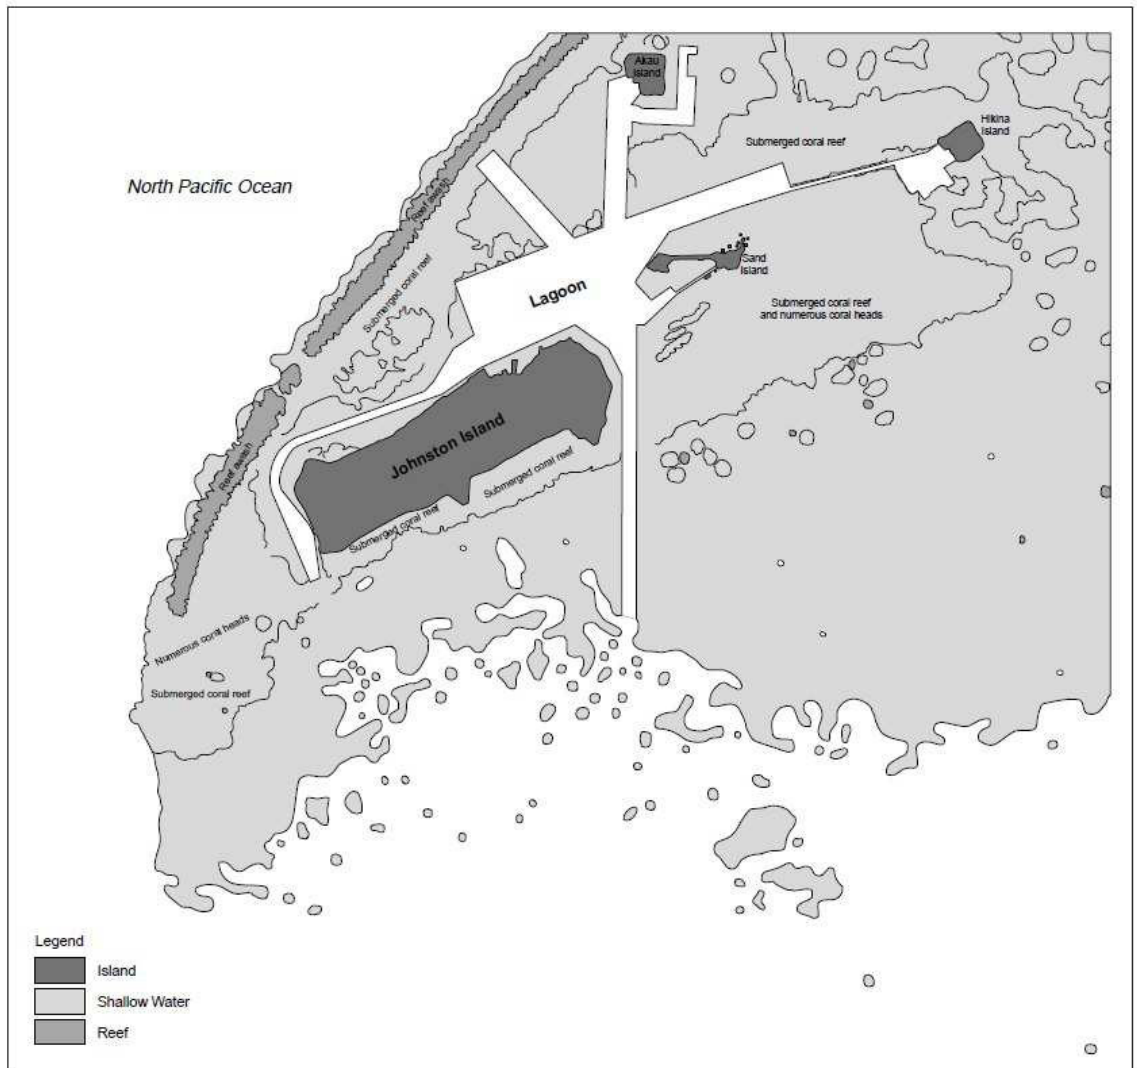 Akau
Island
Hikina
Island
Submerged coral reef
North Pacific Ocean
Reef awash
Sand
Island
Submerged coral reef
Lagoon
Submerged coral reef
and numerous coral heads
Johnston Island
Reef awash
Submerged coral reef
Submerged coral reef
Numerous coral heads
Submerged coral reef
Legend
Island
Shallow Water
Reef